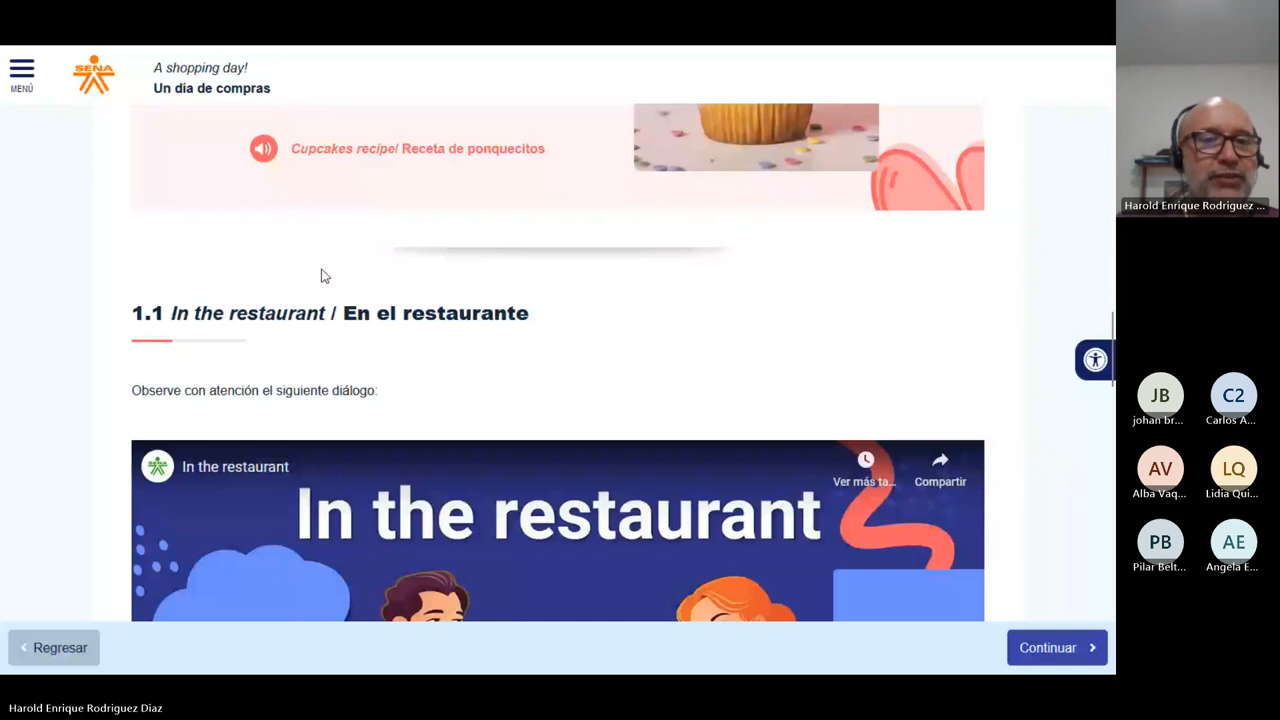 MENÚ
SENA
A shopping day!
Un día de compras
Cupcakes recipe/ Receta de ponquecitos
1.1 In the restaurant / En el restaurante
Observe con atención el siguiente diálogo:
In the restaurant
Ver más ta...
Compartir
In the restaurant
Regresar
Continuar
Harold Enrique Rodriguez ...
JB
johan br...
C2
Carlos A...
AV
Alba Vaq...
LQ
Lidia Qui...
PB
Pilar Belt...
AE
Angela E...
Harold Enrique Rodriguez Diaz